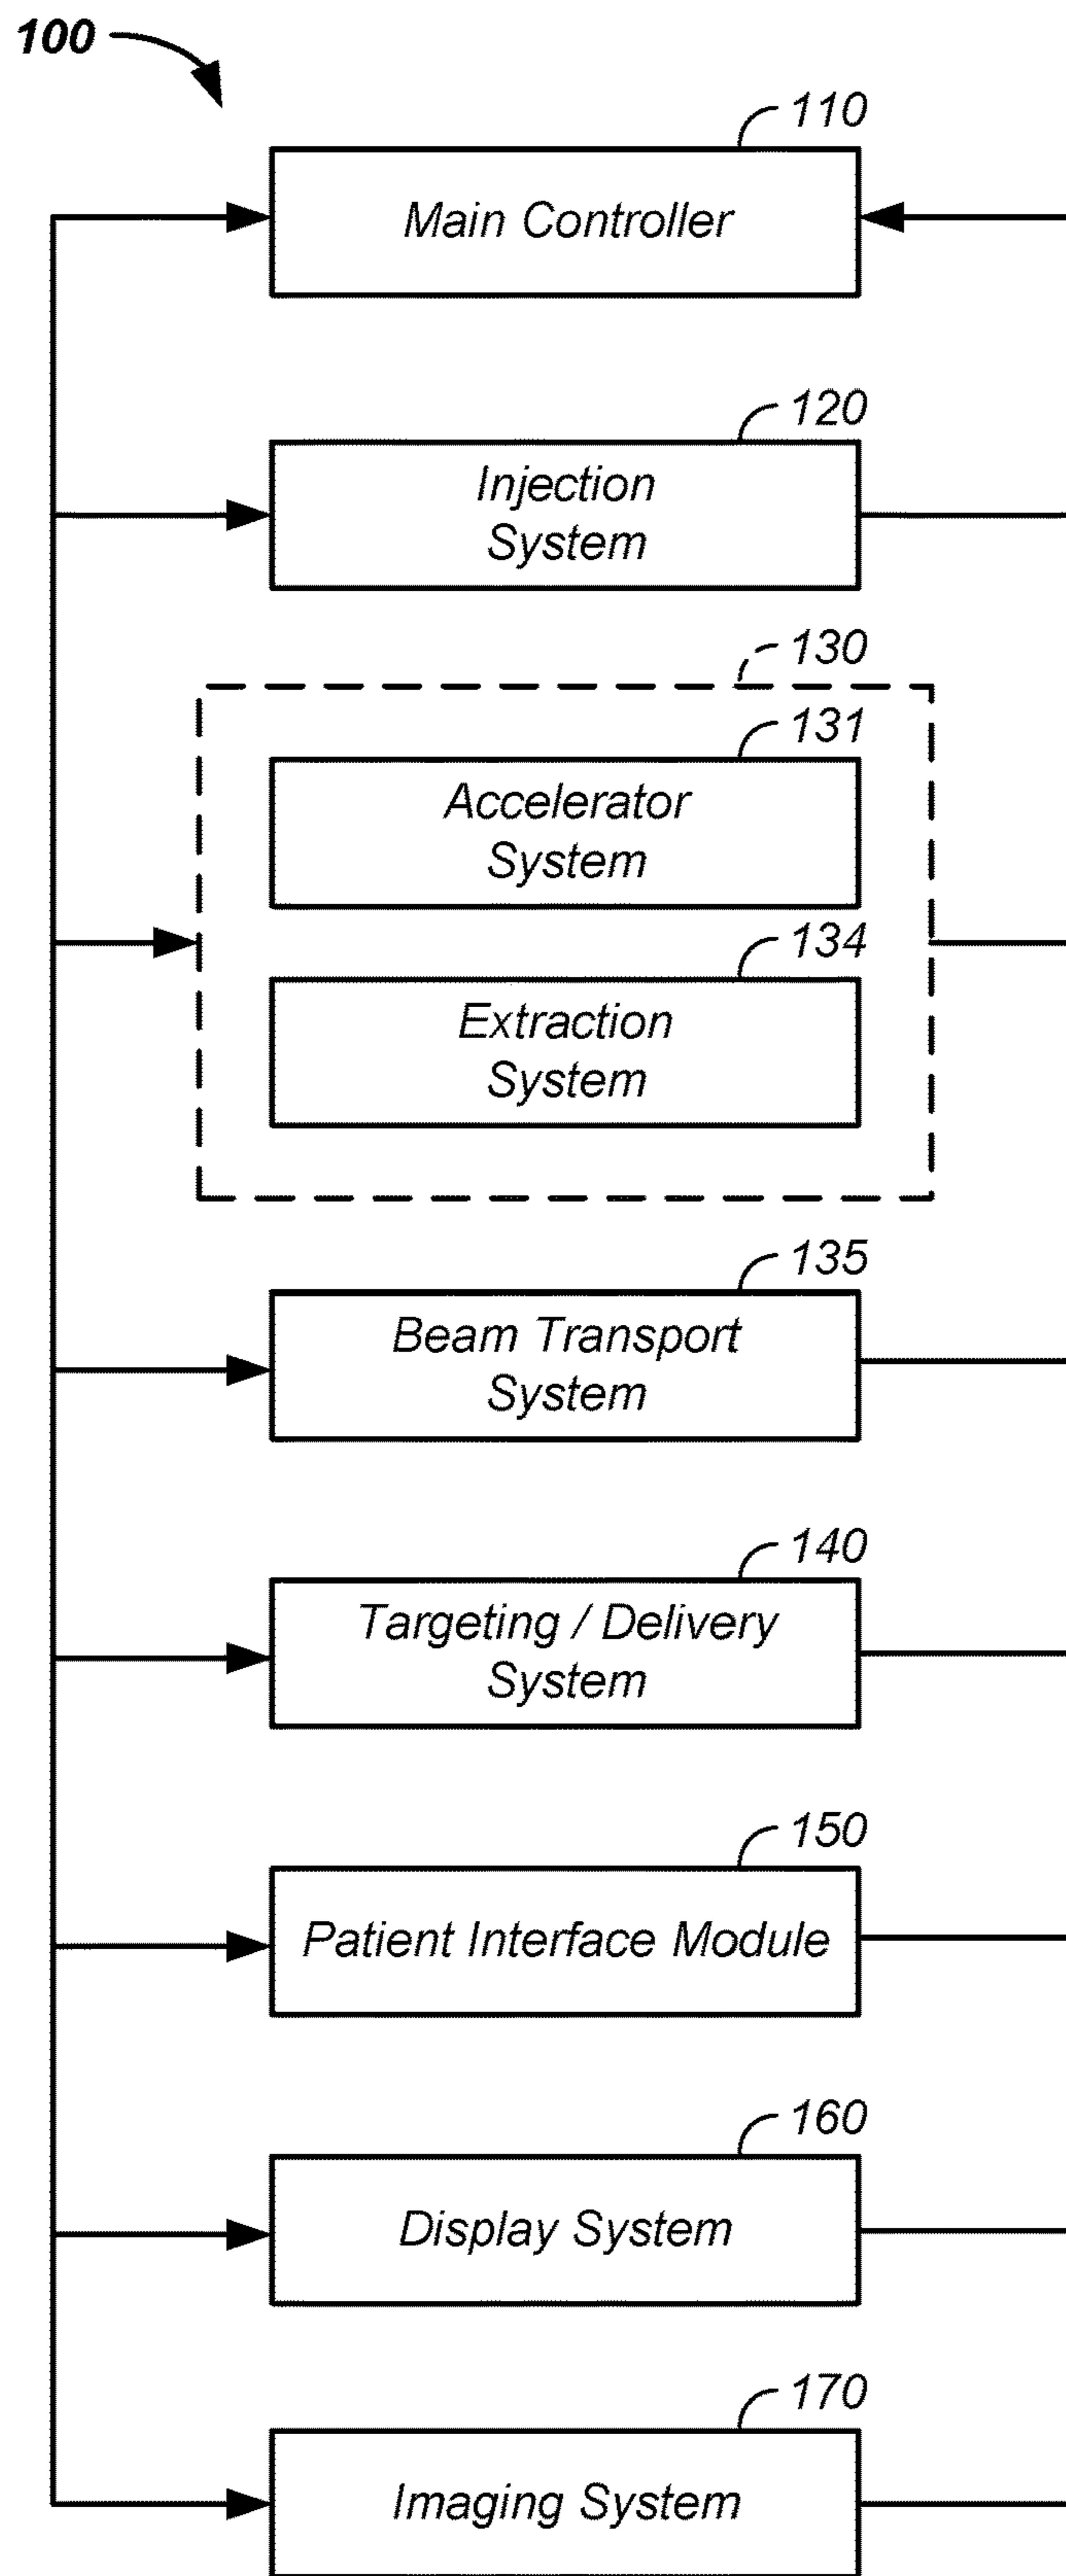 100
110
Main Controller
120
Injection
System
130
131
Accelerator
System
134
Extraction
System
135
Beam Transport
System
140
Targeting / Delivery
System
150
Patient Interface Module
160
Display System
170
Imaging System